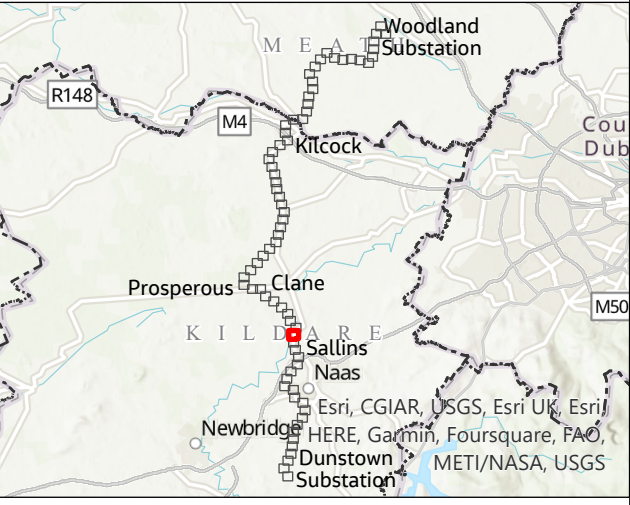 Woodland
Substation
MEATH
R148
M4
Cou
Dub
Kilcock
Prosperous
Clane
M50
KILDARE
Sallins
Naas
Newbridge
Esri, CGIAR, USGS, Esri UK, Esri,
HERE, Garmin, Foursquare, FAO,
METI/NASA, USGS
Dunstown
Substation